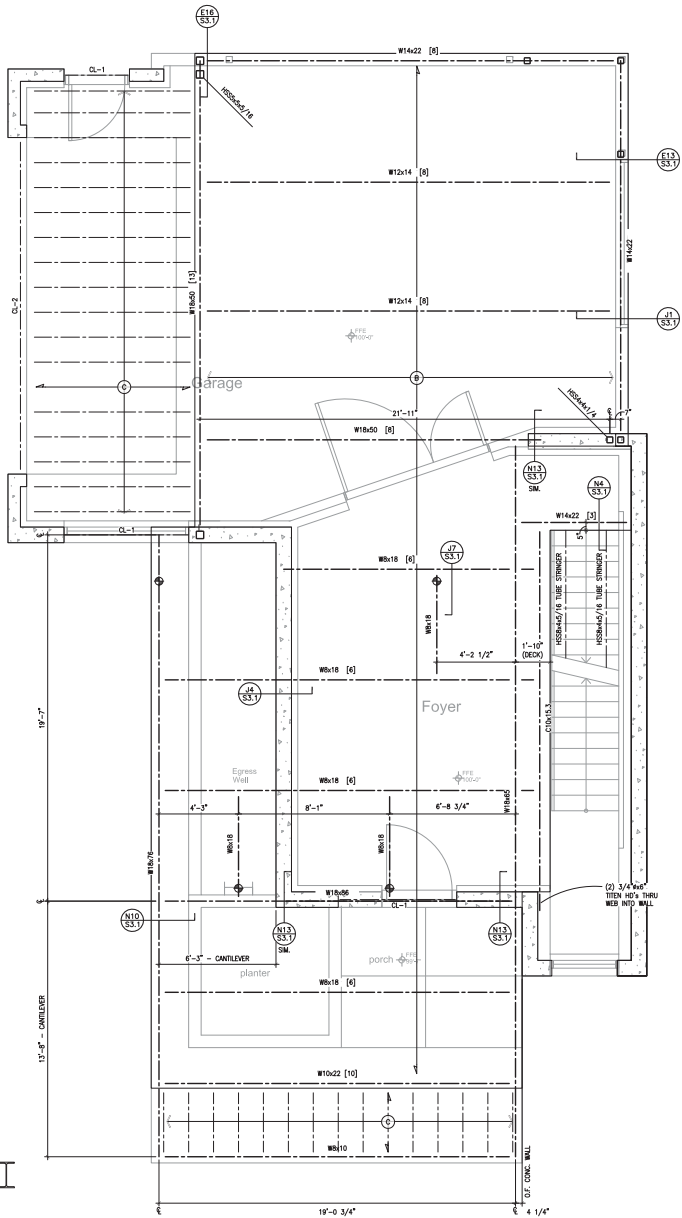 E16
S3.1
W14x22 [8]
CL-1
HSS5x5x5/16
E13
S3.1
W12x14 [8]
W14x22
W18x50 [13]
CL-2
W12x14 [8]
J1
S3.1
FFE
100'-0"
C
Garage
B
HSS4x4x1/4
21'-11"
7"
W18x50 [8]
N13
S3.1
SIM.
N4
S3.1
W14x22 [3]
5"
CL-1
℄
J7
S3.1
W8x18 [6]
W8x18
HSS8x4x5/16 TUBE STRINGER
HSS8x4x5/16 TUBE STRINGER
1'-10"
(DECK)
4'-2 1/2"
W8x18 [6]
J4
S3.1
Foyer
C10x15.3
19'-7"
Egress
Well
FFE
100'-0"
W8x18 [6]
4'-3"
8'-1"
6'-8 3/4"
W18x65
W8x18
W8x18
W18x76
(2) 3/4"øx6"
TITEN HD's THRU
WEB INTO WALL
W18x86
CL-1
℄
N10
S3.1
N13
S3.1
SIM.
N13
S3.1
6'-3" - CANTILEVER
porch
FFE
planter
W8x18 [6]
13'-8" - CANTILEVER
W10x22 [10]
C
W8x10
O.F. CONC. WALL
℄
19'-0 3/4"
℄
4 1/4"